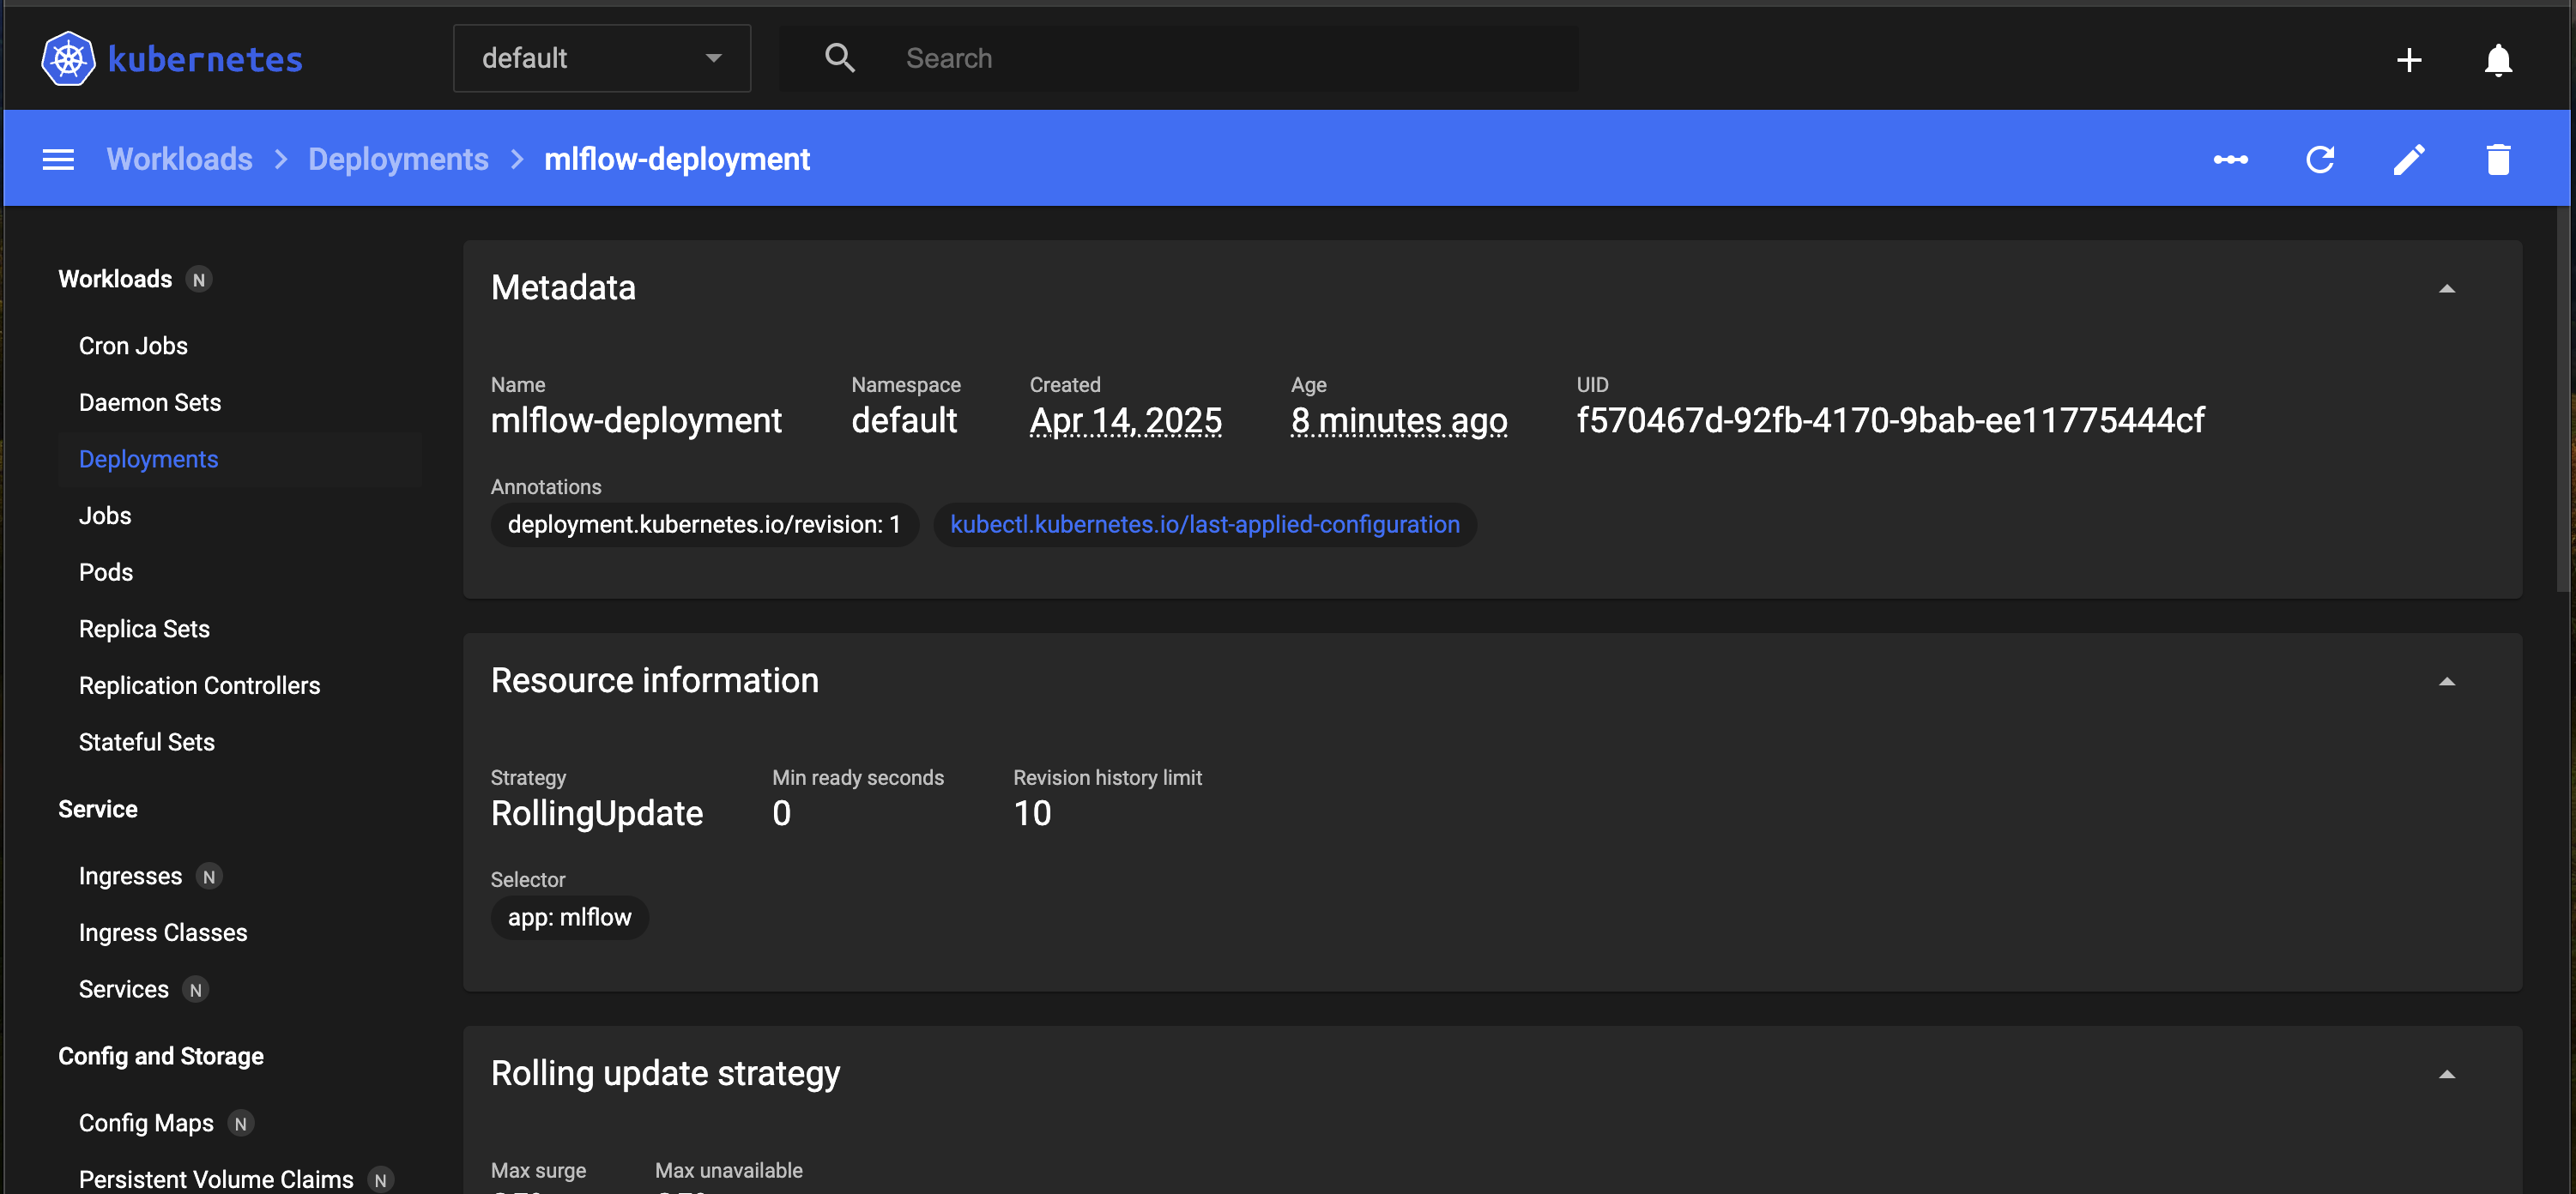 kubernetes
default
Search
Workloads > Deployments > mlflow-deployment
Workloads N
Cron Jobs
Daemon Sets
Deployments
Jobs
Pods
Replica Sets
Replication Controllers
Stateful Sets
Service
Ingresses N
Ingress Classes
Services N
Config and Storage
Config Maps N
Persistent Volume Claims N
Metadata
Name Namespace Created Age UID
mlflow-deployment default Apr 14, 2025 8 minutes ago f570467d-92fb-4170-9bab-ee11775444cf
Annotations
deployment.kubernetes.io/revision: 1 kubectl.kubernetes.io/last-applied-configuration
Resource information
Strategy Min ready seconds Revision history limit
RollingUpdate 0 10
Selector
app: mlflow
Rolling update strategy
Max surge Max unavailable